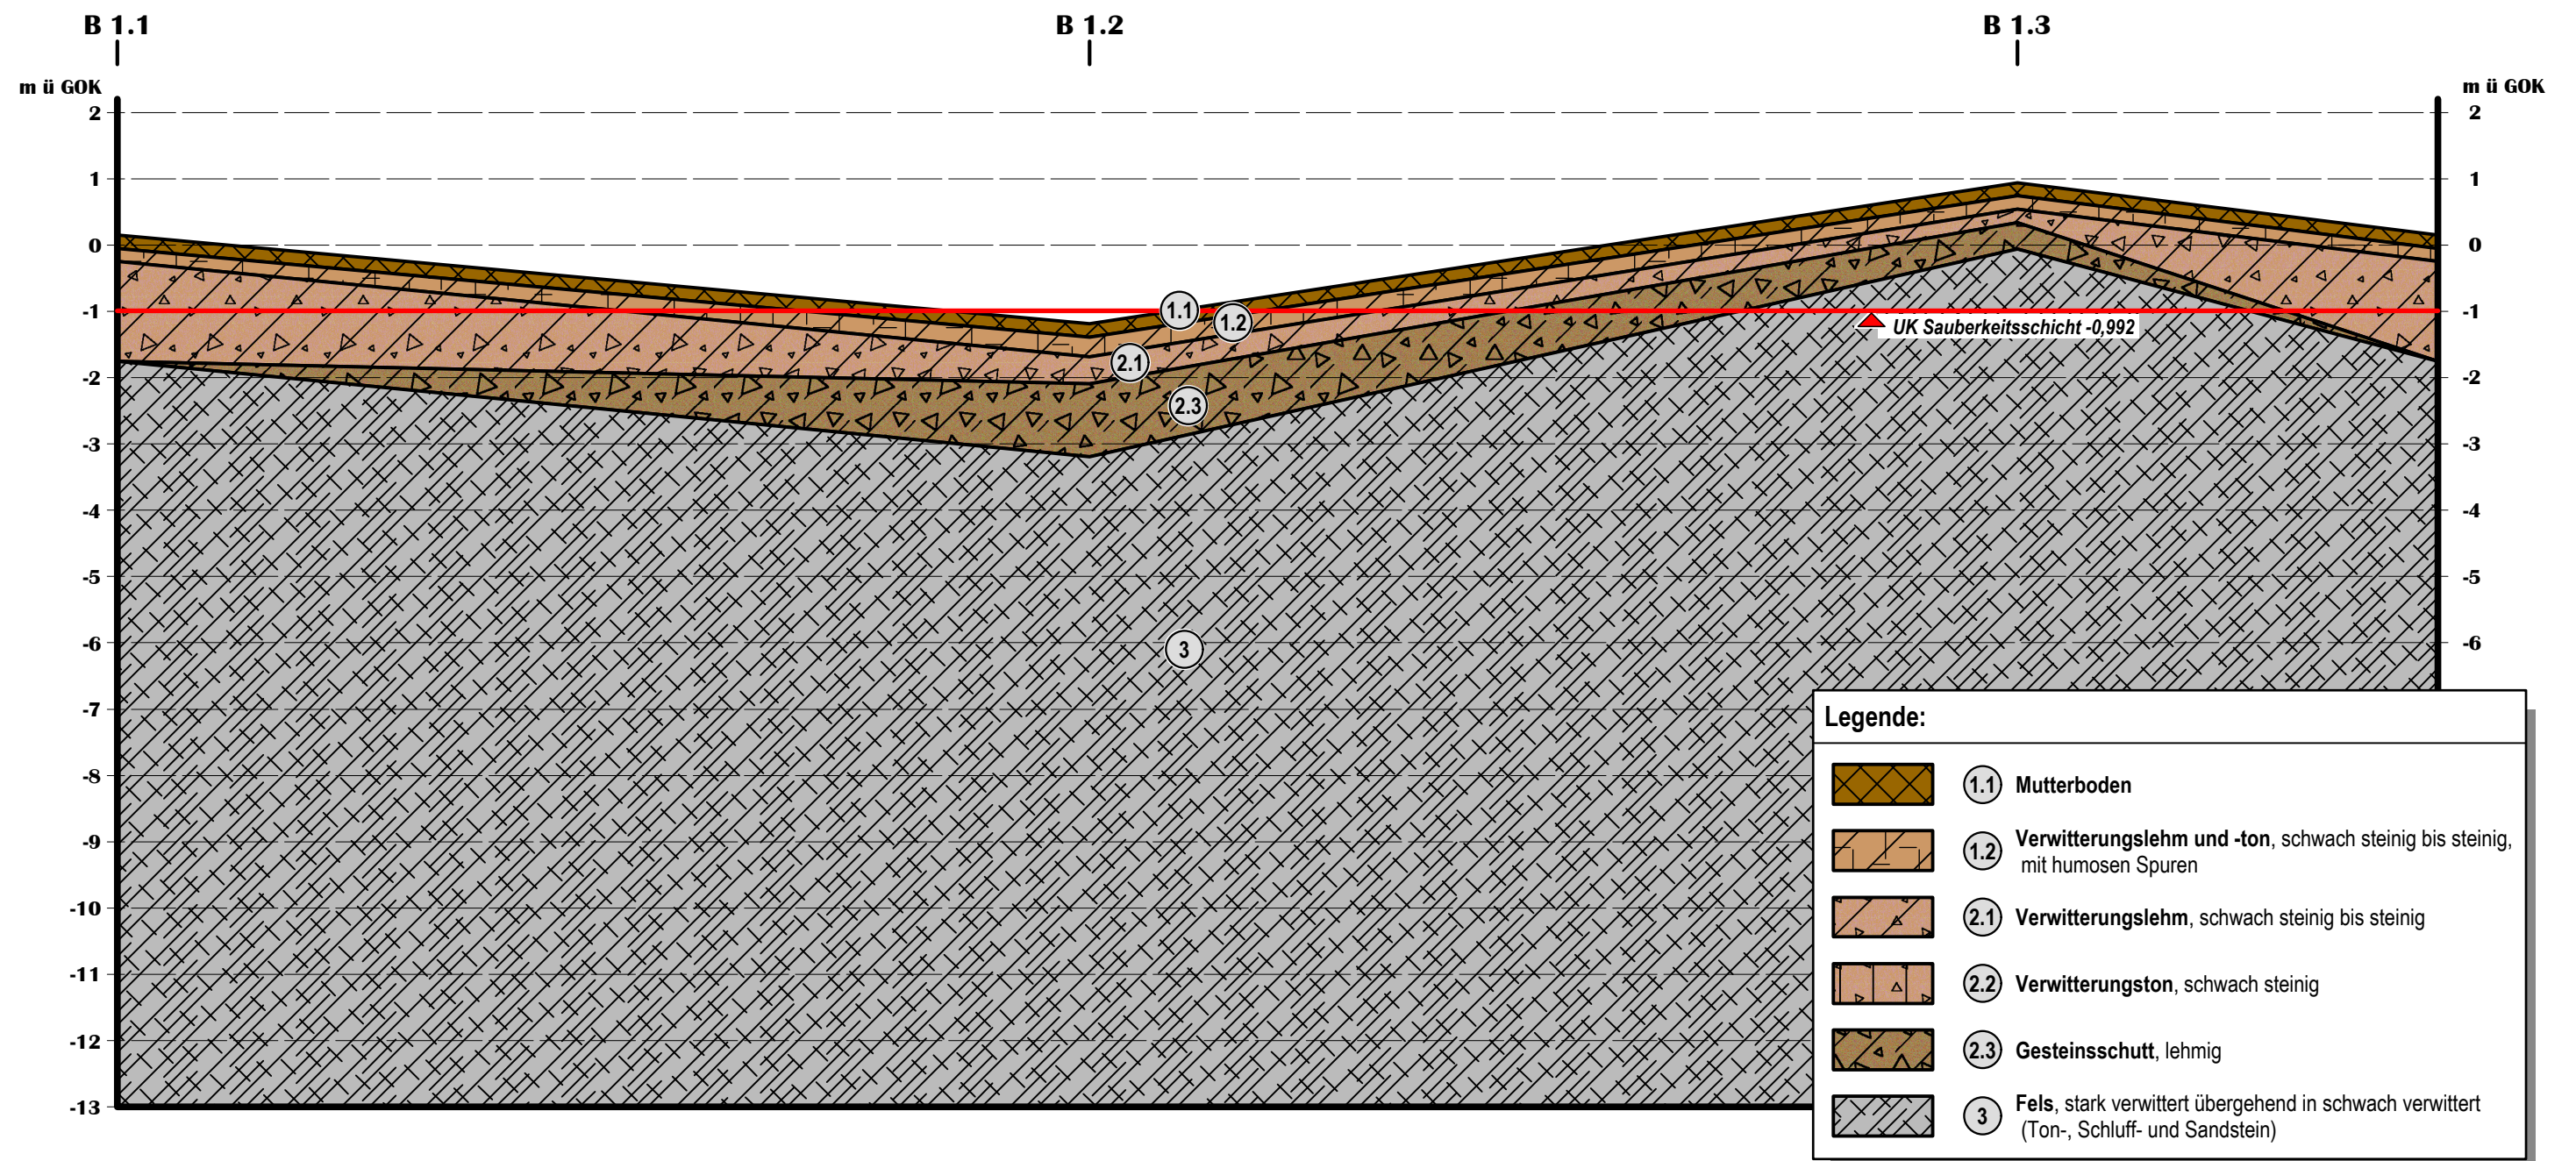 B 1.1 B 1.2 B 1.3
m ü GOK m ü GOK
2 2
1 1
0 0
-1 -1
1.1
1.2
UK Sauberkeitsschicht -0,992
2.1
-2 -2
2.3
-3 -3
-4 -4
-5 -5
-6 -6
3
-7
-8
-9
-10
-11
-12
-13
Legende:
1.1 Mutterboden
1.2 Verwitterungslehm und -ton, schwach steinig bis steinig,
mit humosen Spuren
2.1 Verwitterungslehm, schwach steinig bis steinig
2.2 Verwitterungston, schwach steinig
2.3 Gesteinsschutt, lehmig
3 Fels, stark verwittert übergehend in schwach verwittert
(Ton-, Schluff- und Sandstein)